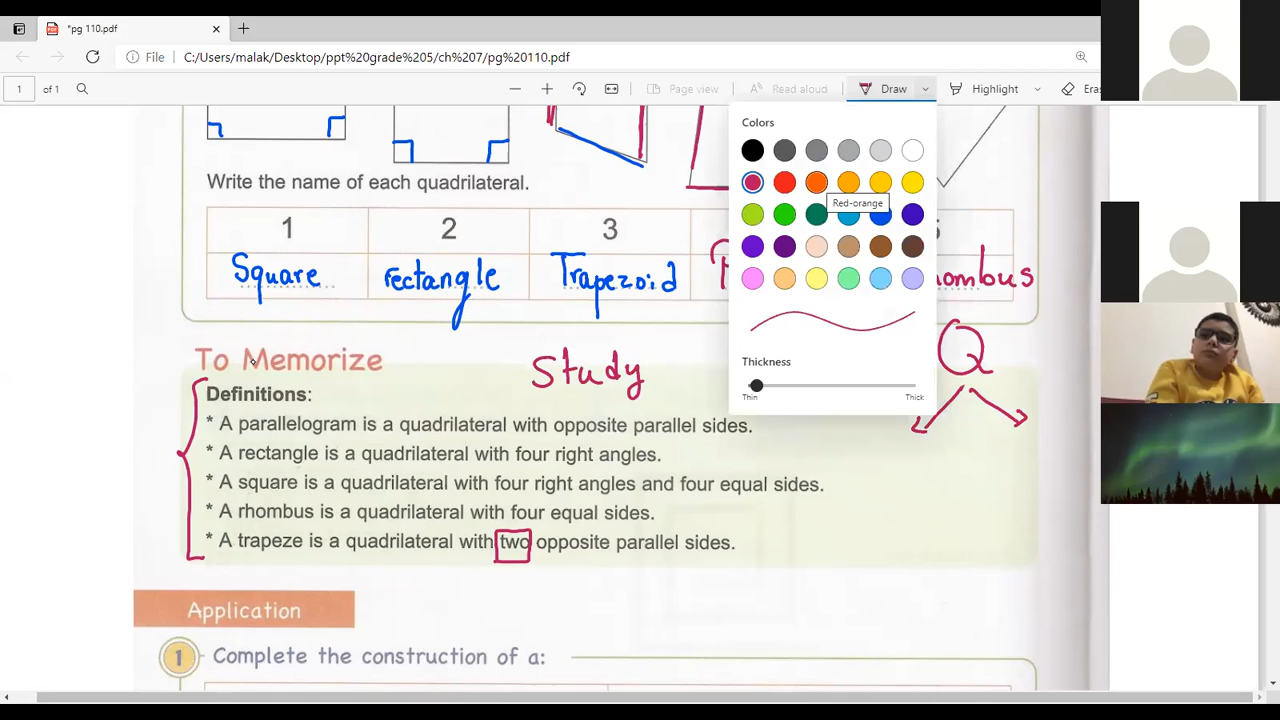 *pg 110.pdf
File C:/Users/malak/Desktop/ppt%20grade%205/ch%207/pg%20110.pdf
1 of 1 Page view Read aloud Draw Highlight
Colors
Write the name of each quadrilateral.
Red-orange
1 2 3
Square rectangle Trapezoid hombus
Thickness
Thin Thick
To Memorize Study Q
Definitions:
* A parallelogram is a quadrilateral with opposite parallel sides.
* A rectangle is a quadrilateral with four right angles.
* A square is a quadrilateral with four right angles and four equal sides.
* A rhombus is a quadrilateral with four equal sides.
* A trapeze is a quadrilateral with two opposite parallel sides.
Application
1 Complete the construction of a: